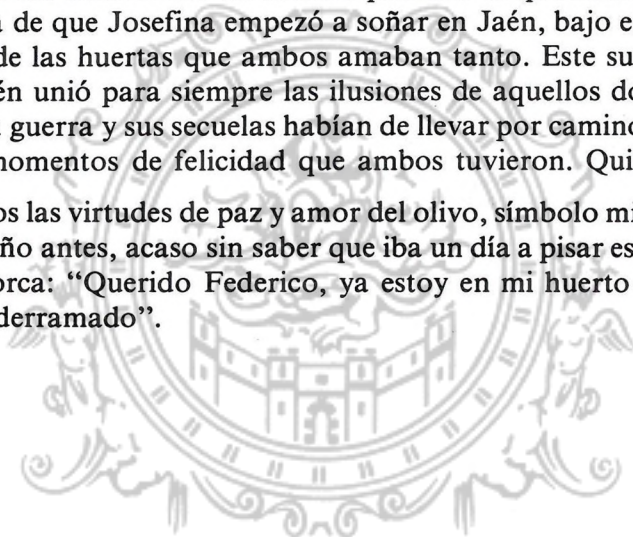 de que Josefina empezó a soñar en Jaén, bajo e
de las huertas que ambos amaban tanto. Este su
én unió para siempre las ilusiones de aquellos do
guerra y sus secuelas habían de llevar por camino
momentos de felicidad que ambos tuvieron. Qui
os las virtudes de paz y amor del olivo, símbolo mi
ño antes, acaso sin saber que iba un día a pisar es
orca: “Querido Federico, ya estoy en mi huerto
derramado”.